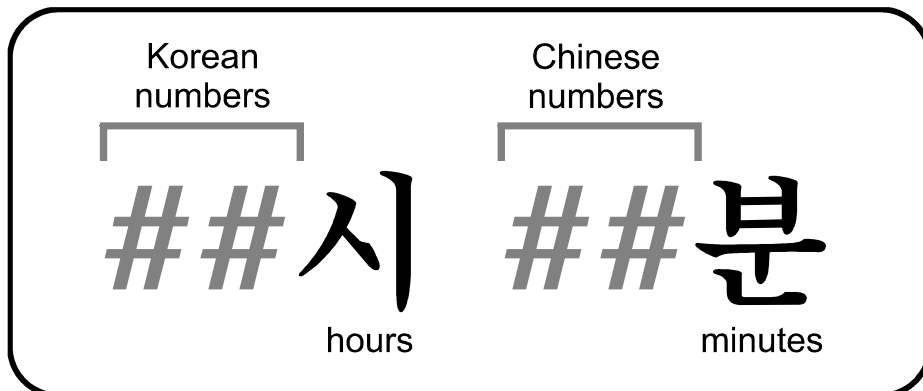 Korean
numbers
Chinese
numbers
##시 ##분
hours
minutes